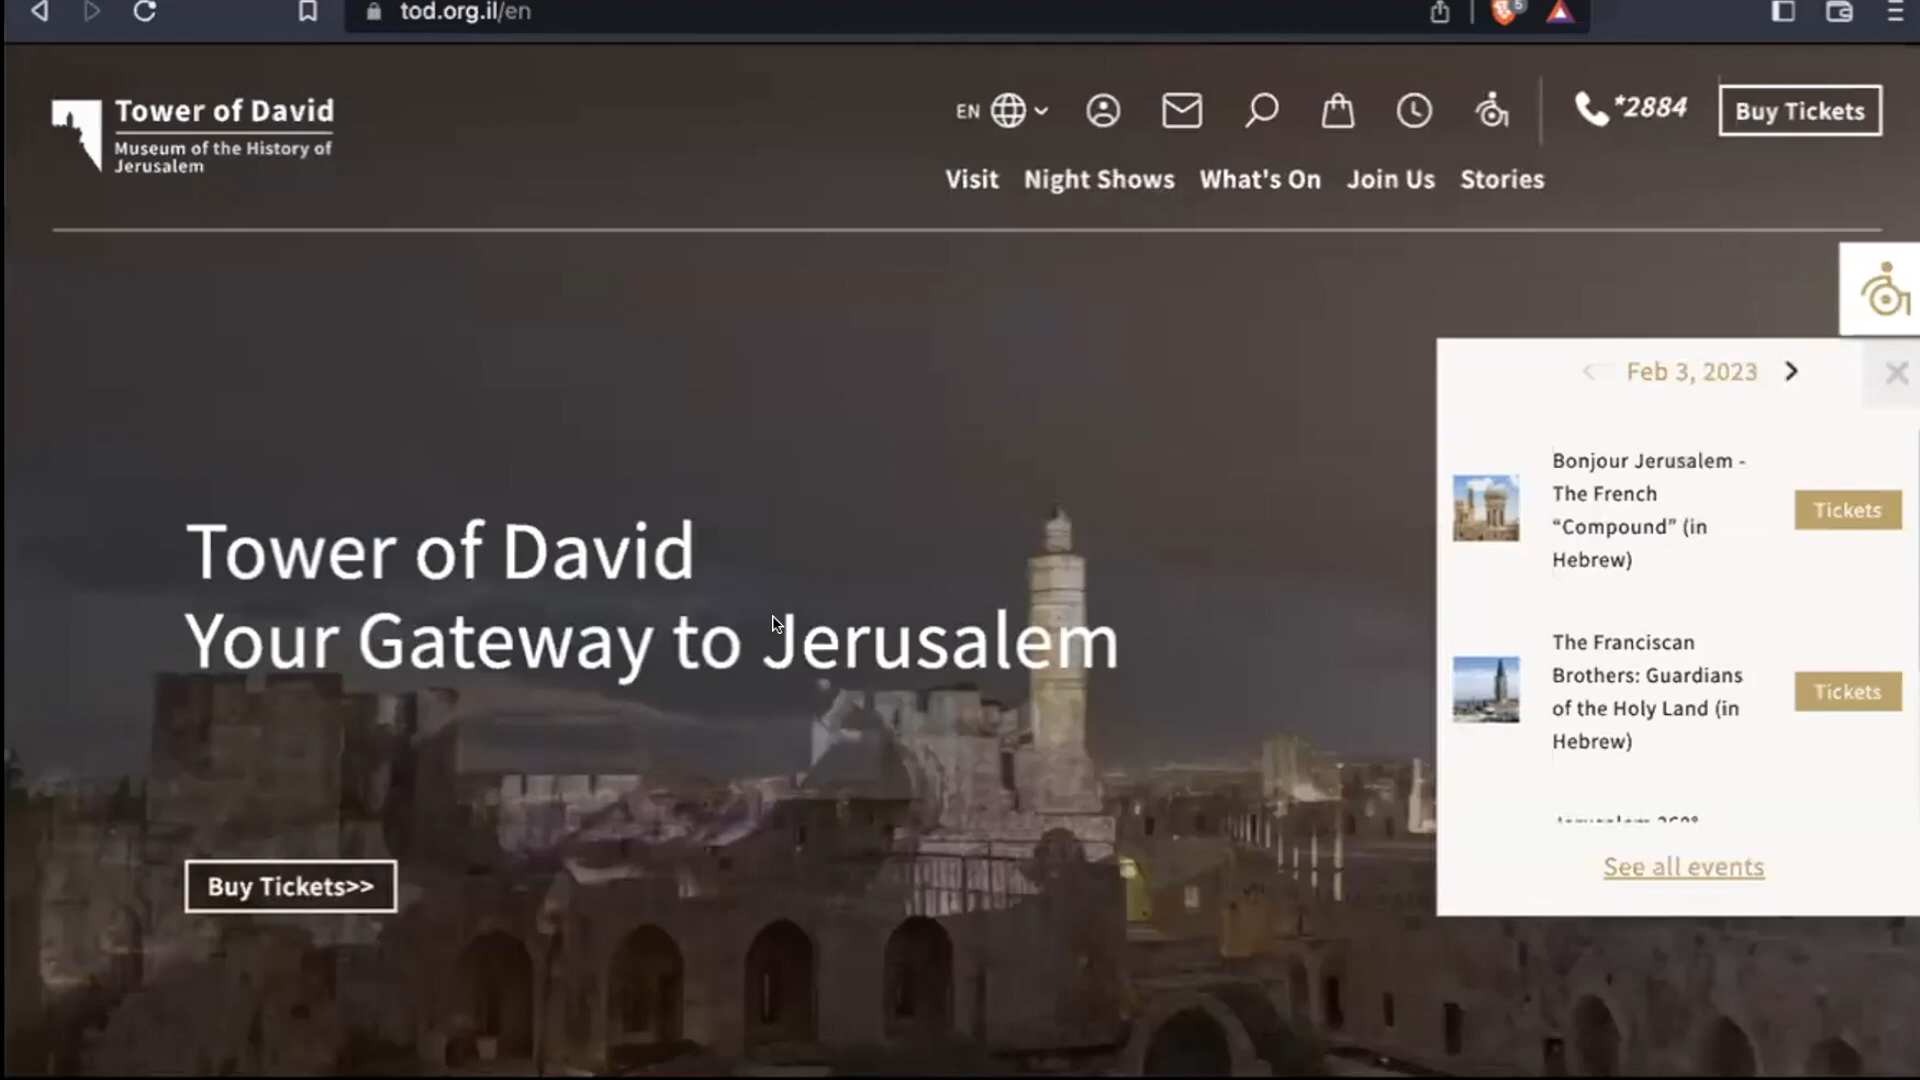 tod.org.il/en
5
Tower of David
Museum of the History of
Jerusalem
EN
*2884
Buy Tickets
Visit Night Shows What's On Join Us Stories
Feb 3, 2023
Bonjour Jerusalem -
The French
“Compound” (in
Hebrew)
Tickets
The Franciscan
Brothers: Guardians
of the Holy Land (in
Hebrew)
Tickets
See all events
Tower of David
Your Gateway to Jerusalem
Buy Tickets>>